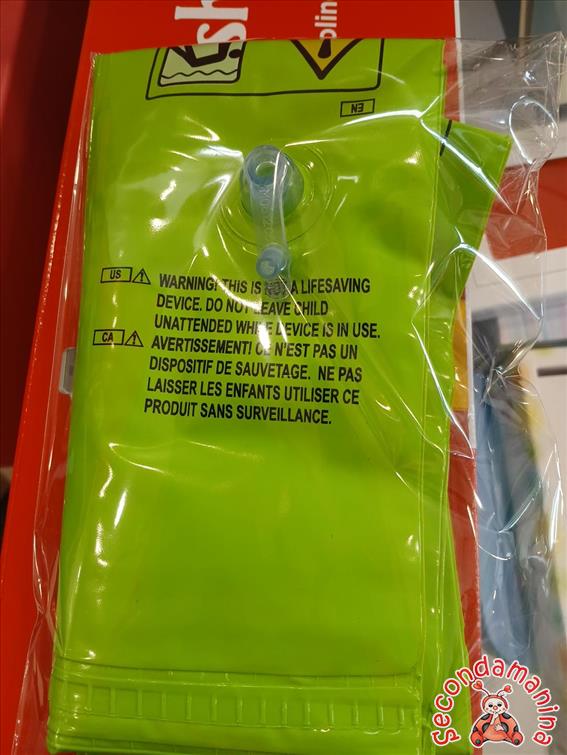 sh
olin
EN
US
WARNING! THIS IS NOT A LIFESAVING
DEVICE. DO NOT LEAVE CHILD
UNATTENDED WHILE DEVICE IS IN USE.
CA
AVERTISSEMENT! CE N'EST PAS UN
DISPOSITIF DE SAUVETAGE. NE PAS
LAISSER LES ENFANTS UTILISER CE
PRODUIT SANS SURVEILLANCE.
Secondamanina